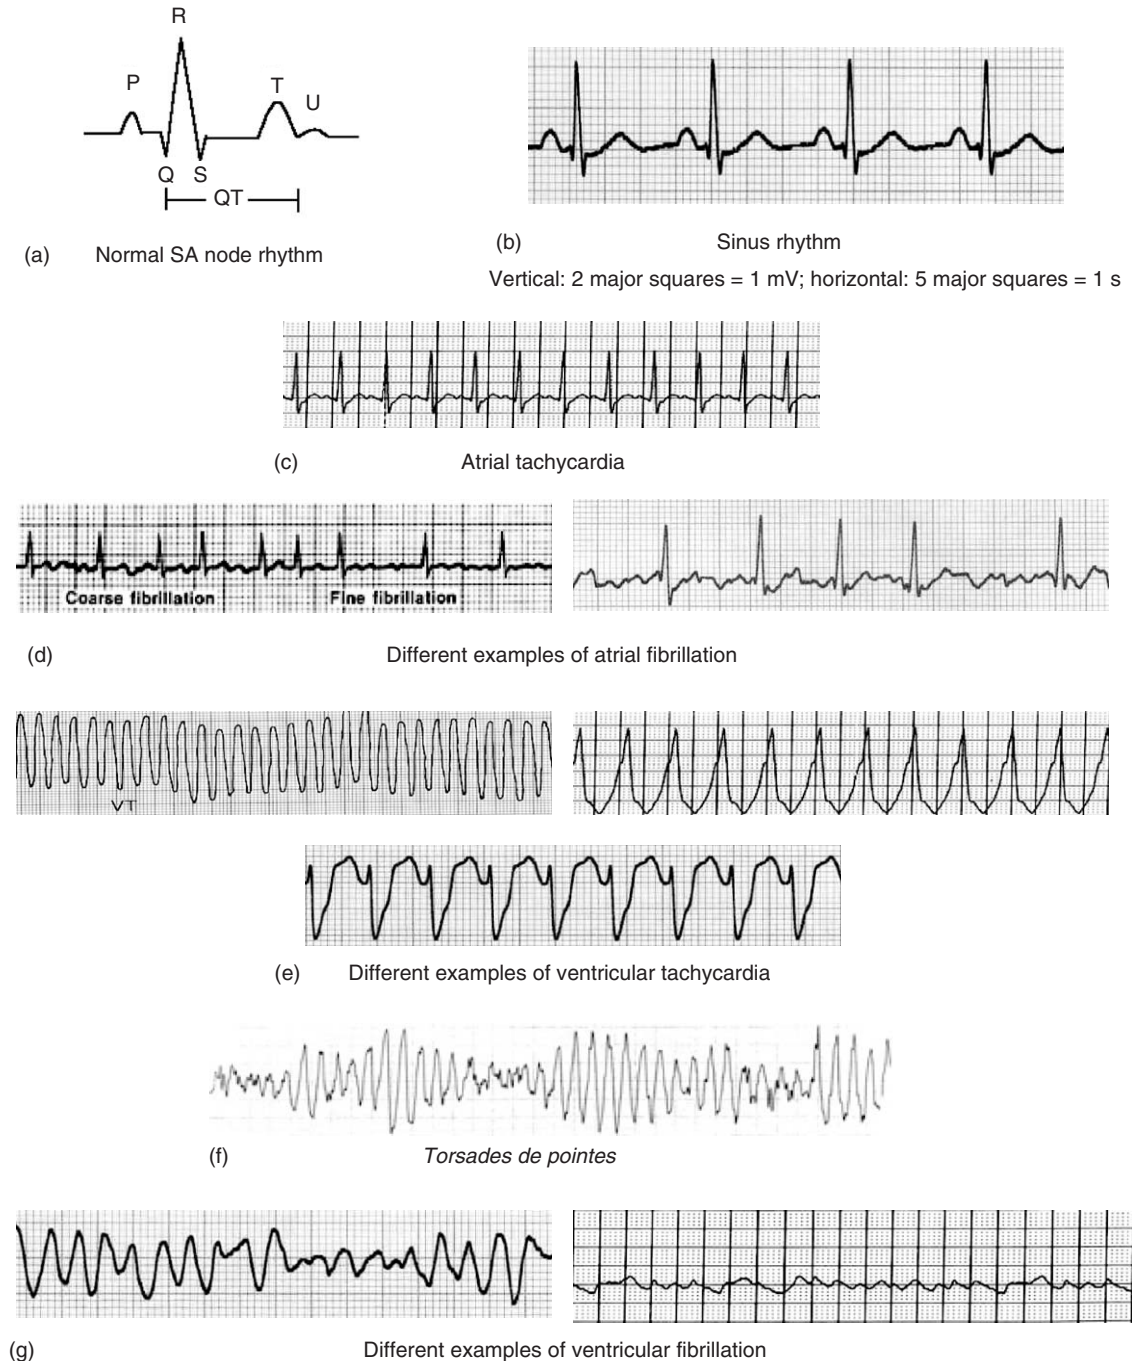 R
P
T
U
Q
S
QT
(a) Normal SA node rhythm
(b) Sinus rhythm
Vertical: 2 major squares = 1 mV; horizontal: 5 major squares = 1 s
(c) Atrial tachycardia
Coarse fibrillation
Fine fibrillation
(d) Different examples of atrial fibrillation
VT
(e) Different examples of ventricular tachycardia
(f) Torsades de pointes
(g) Different examples of ventricular fibrillation